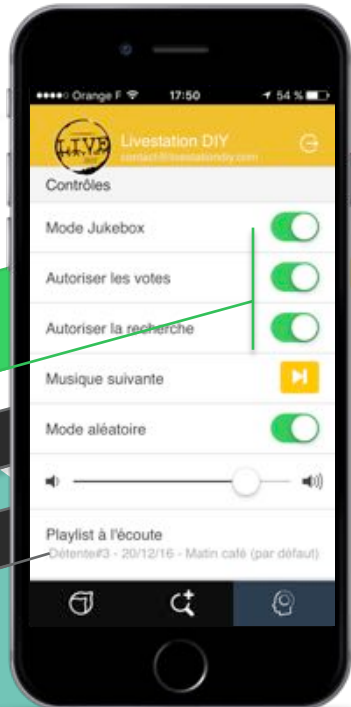 Orange F 17:50 54 %
LIVE
Livestation DIY
contact@livestationdiy.com
Contrôles
Mode Jukebox
Autoriser les votes
Autoriser la recherche
Musique suivante
Mode aléatoire
Playlist à l'écoute
Détente#3 - 20/12/16 - Matin café (par défaut)